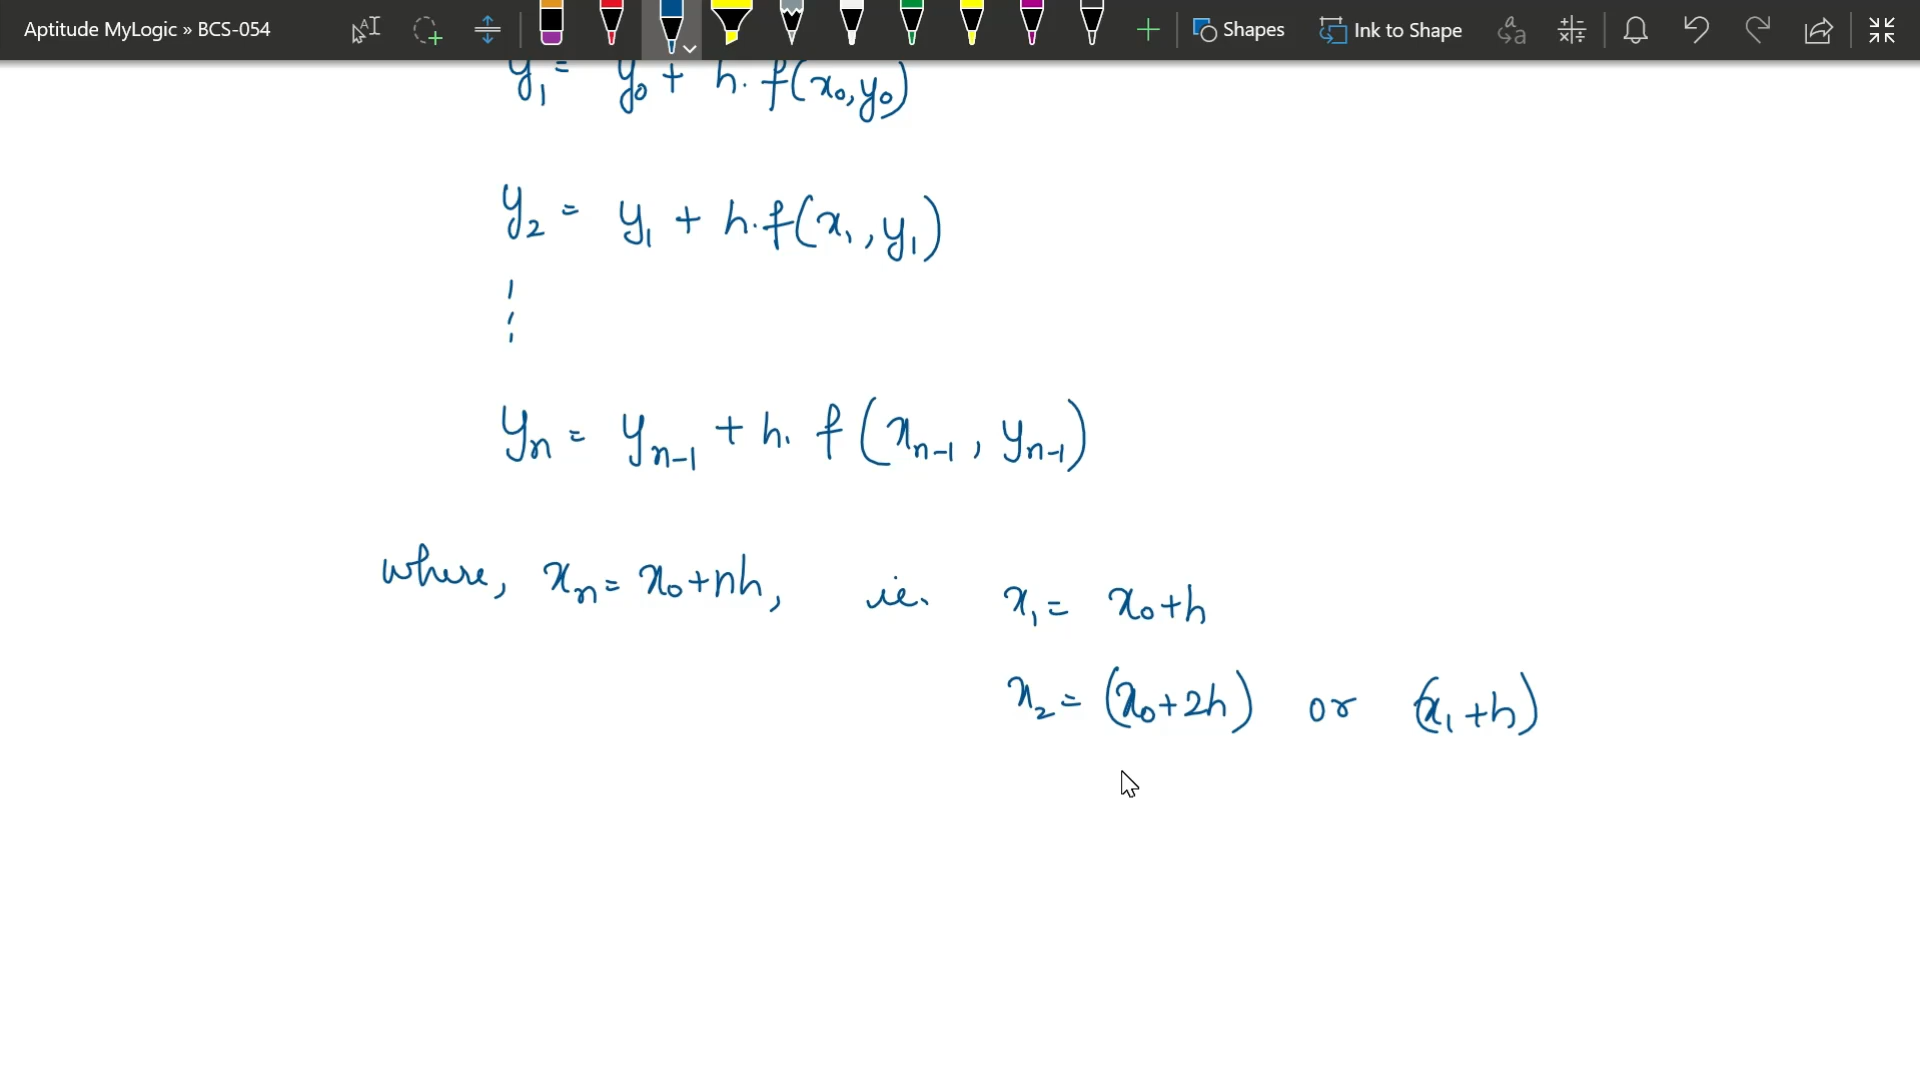 Aptitude MyLogic » BCS-054 Shapes Ink to Shape
y₁ = y₀ + h. f(x₀, y₀)
y₂ = y₁ + h. f(x₁, y₁)
yₙ = yₙ₋₁ + h. f(xₙ₋₁, yₙ₋₁)
where, xₙ = x₀+nh, ie. x₁ = x₀+h
x₂ = (x₀+2h) or (x₁+h)